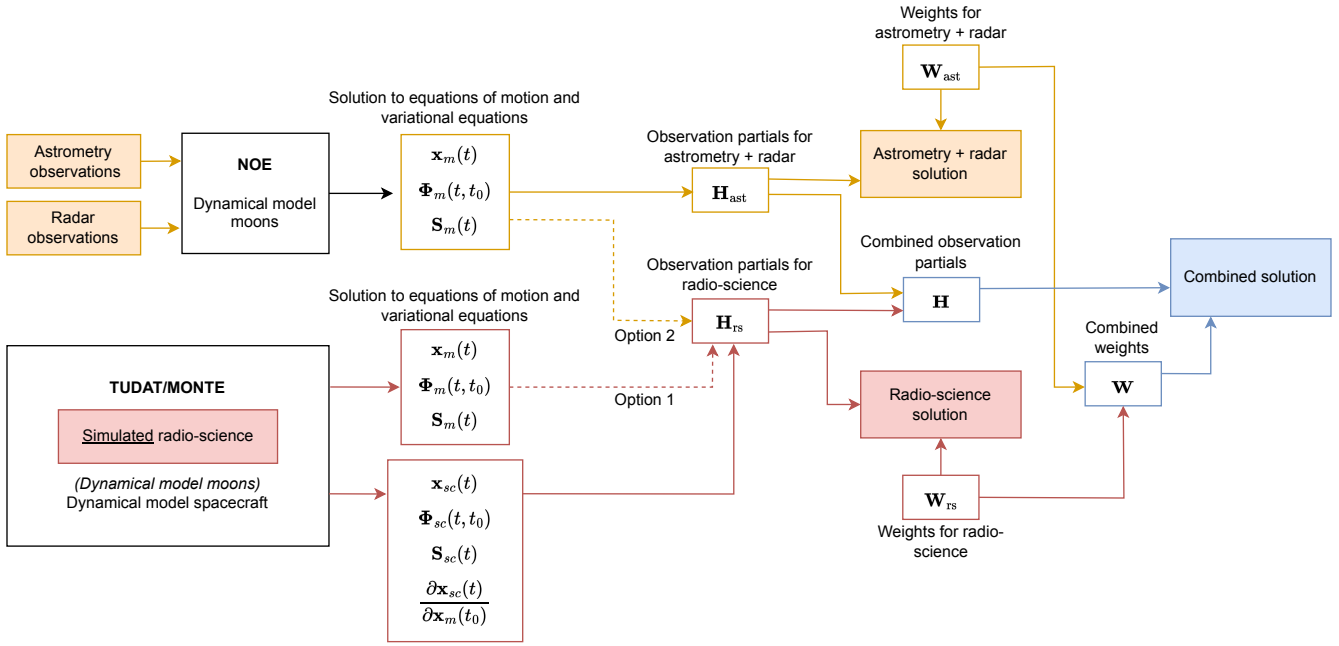 Weights for
astrometry + radar
W_ast
Solution to equations of motion and
variational equations
Astrometry
observations
Radar
observations
NOE
Dynamical model
moons
x_m(t)
Φ_m(t, t_0)
S_m(t)
Observation partials for
astrometry + radar
H_ast
Astrometry + radar
solution
Combined observation
partials
H
Combined solution
Observation partials for
radio-science
H_rs
Option 2
Option 1
Solution to equations of motion and
variational equations
x_m(t)
Φ_m(t, t_0)
S_m(t)
TUDAT/MONTE
Simulated radio-science
(Dynamical model moons)
Dynamical model spacecraft
x_sc(t)
Φ_sc(t, t_0)
S_sc(t)
∂x_sc(t)
∂x_m(t_0)
Combined
weights
W
Radio-science
solution
W_rs
Weights for radio-
science